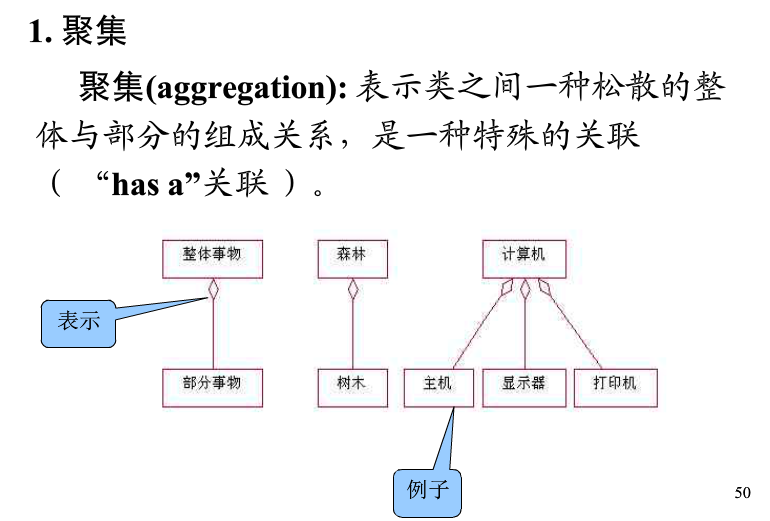 1. 聚集
聚集(aggregation): 表示类之间一种松散的整
体与部分的组成关系，是一种特殊的关联
（ “has a”关联 ）。
整体事物 森林 计算机
表示
部分事物 树木 主机 显示器 打印机
例子
50